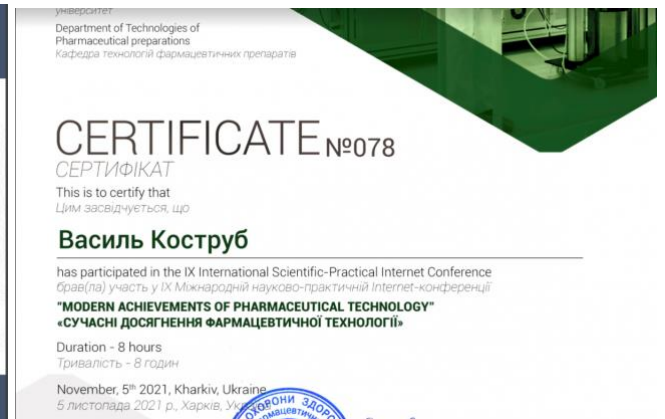 університет
Department of Technologies of
Pharmaceutical preparations
Кафедра технологій фармацевтичних препаратів
CERTIFICATE №078
СЕРТИФІКАТ
This is to certify that
Цим засвідчується, що
Василь Коструб
has participated in the IX International Scientific-Practical Internet Conference
брав(ла) участь у IX Міжнародній науково-практичній Internet-конференції
"MODERN ACHIEVEMENTS OF PHARMACEUTICAL TECHNOLOGY"
«СУЧАСНІ ДОСЯГНЕННЯ ФАРМАЦЕВТИЧНОЇ ТЕХНОЛОГІЇ»
Duration - 8 hours
Тривалість - 8 годин
November, 5th 2021, Kharkiv, Ukraine
5 листопада 2021 р., Харків,
ОХОРОНИ